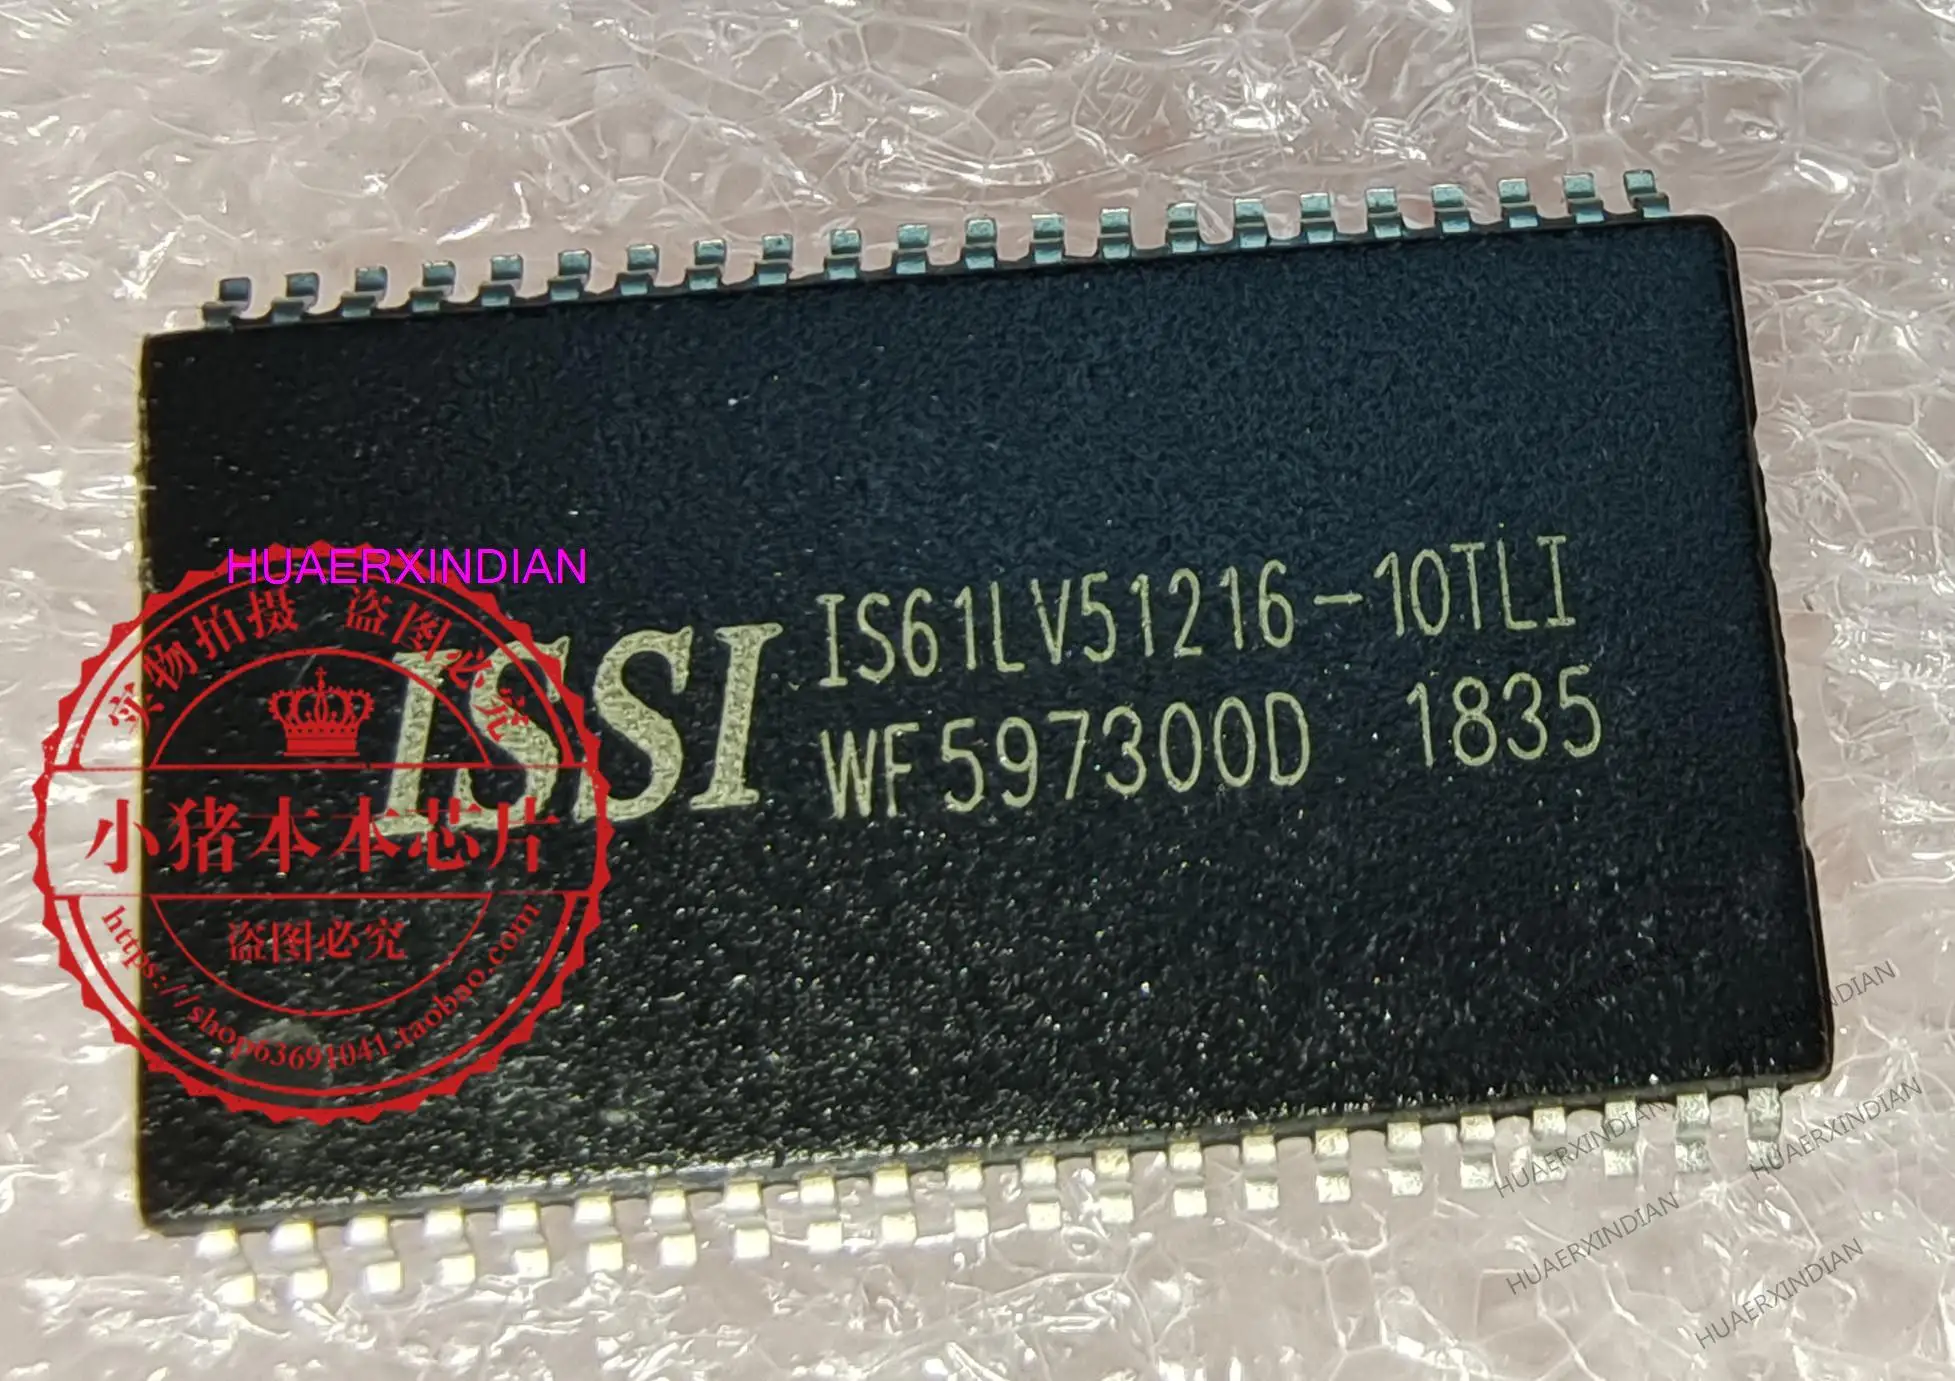 HUAERXINDIAN
实物拍摄 盗图必究
ISSI
IS61LV51216-10TLI
WF597300D 1835
小猪本本芯片
盗图必究
https://shop63691041.taobao.com
HUAERXINDIAN
HUAERXINDIAN
HUAERXINDIAN
HUAERXINDIAN